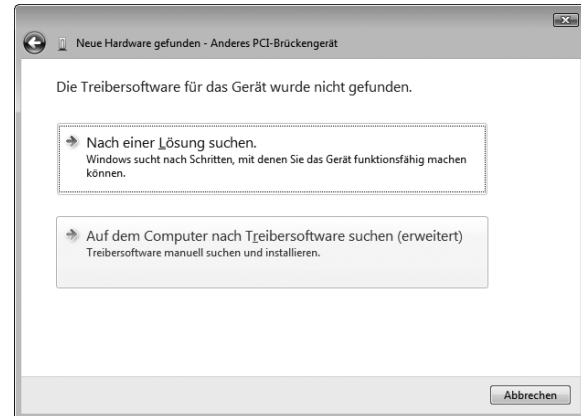 Neue Hardware gefunden - Anderes PCI-Brückengerät
Die Treibersoftware für das Gerät wurde nicht gefunden.
Nach einer Lösung suchen.
Windows sucht nach Schritten, mit denen Sie das Gerät funktionsfähig machen
können.
Auf dem Computer nach Treibersoftware suchen (erweitert)
Treibersoftware manuell suchen und installieren.
Abbrechen